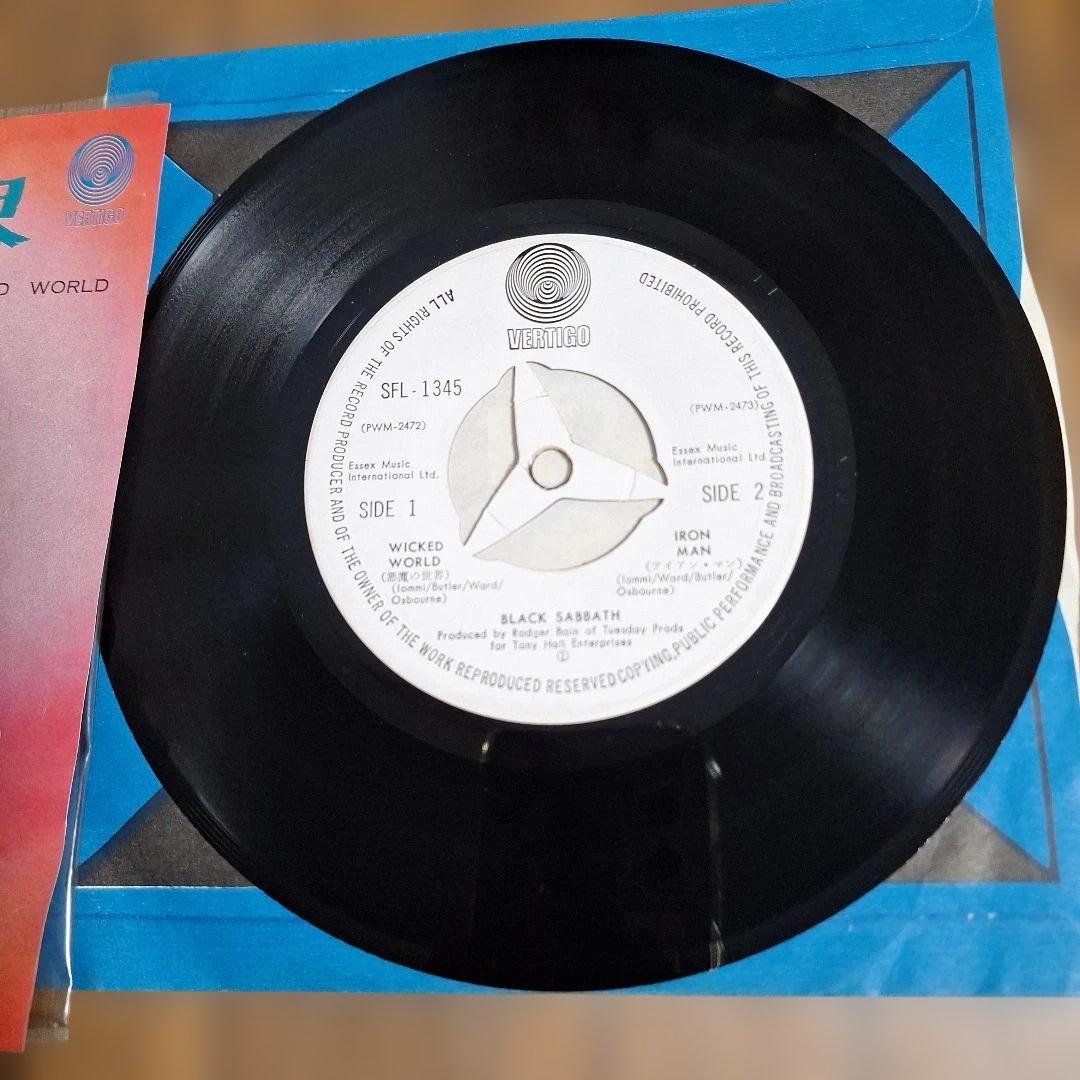 VERTIGO
界
D WORLD
VERTIGO
ALL RIGHTS OF THE RECORD PRODUCER AND OF THE OWNER OF THE WORK REPRODUCED RESERVED COPYING, PUBLIC PERFORMANCE AND BROADCASTING OF THIS RECORD PROHIBITED
SFL-1345
(PWM-2472)
Essex Music
International Ltd.
SIDE 1
WICKED
WORLD
(悪魔の世界)
(Iommi/Butler/Ward/
Osbourne)
(PWM-2473)
Essex Music
International Ltd.
SIDE 2
IRON
MAN
(アイアン・マン)
(Iommi/Ward/Butler/
Osbourne)
BLACK SABBATH
Produced by Rodger Bain of Tuesday Prods
for Tony Hall Enterprises
Ⓙ